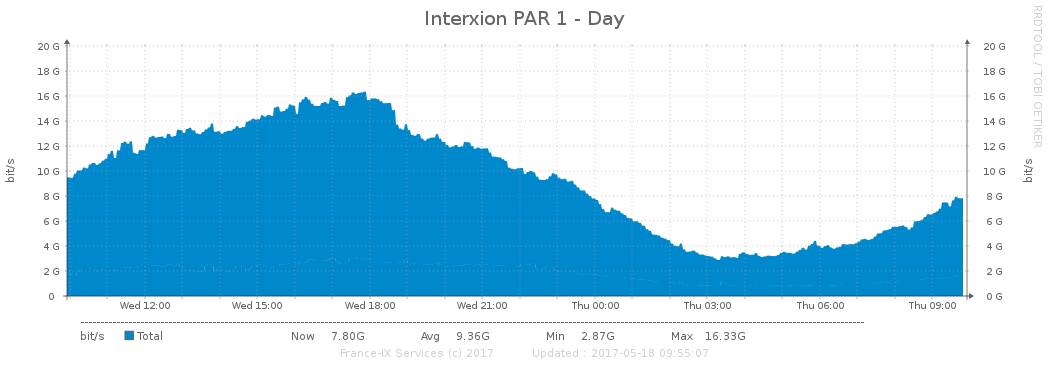 Interxion PAR 1 - Day
RRDTOOL / TOBI OETIKER
20 G 20 G
18 G 18 G
16 G 16 G
14 G 14 G
12 G 12 G
10 G 10 G
8 G 8 G
6 G 6 G
4 G 4 G
2 G 2 G
0 0 G
bit/s bit/s
Wed 12:00 Wed 15:00 Wed 18:00 Wed 21:00 Thu 00:00 Thu 03:00 Thu 06:00 Thu 09:00
bit/s Total Now 7.80G Avg 9.36G Min 2.87G Max 16.33G
France-IX Services (c) 2017 Updated : 2017-05-18 09:55:07